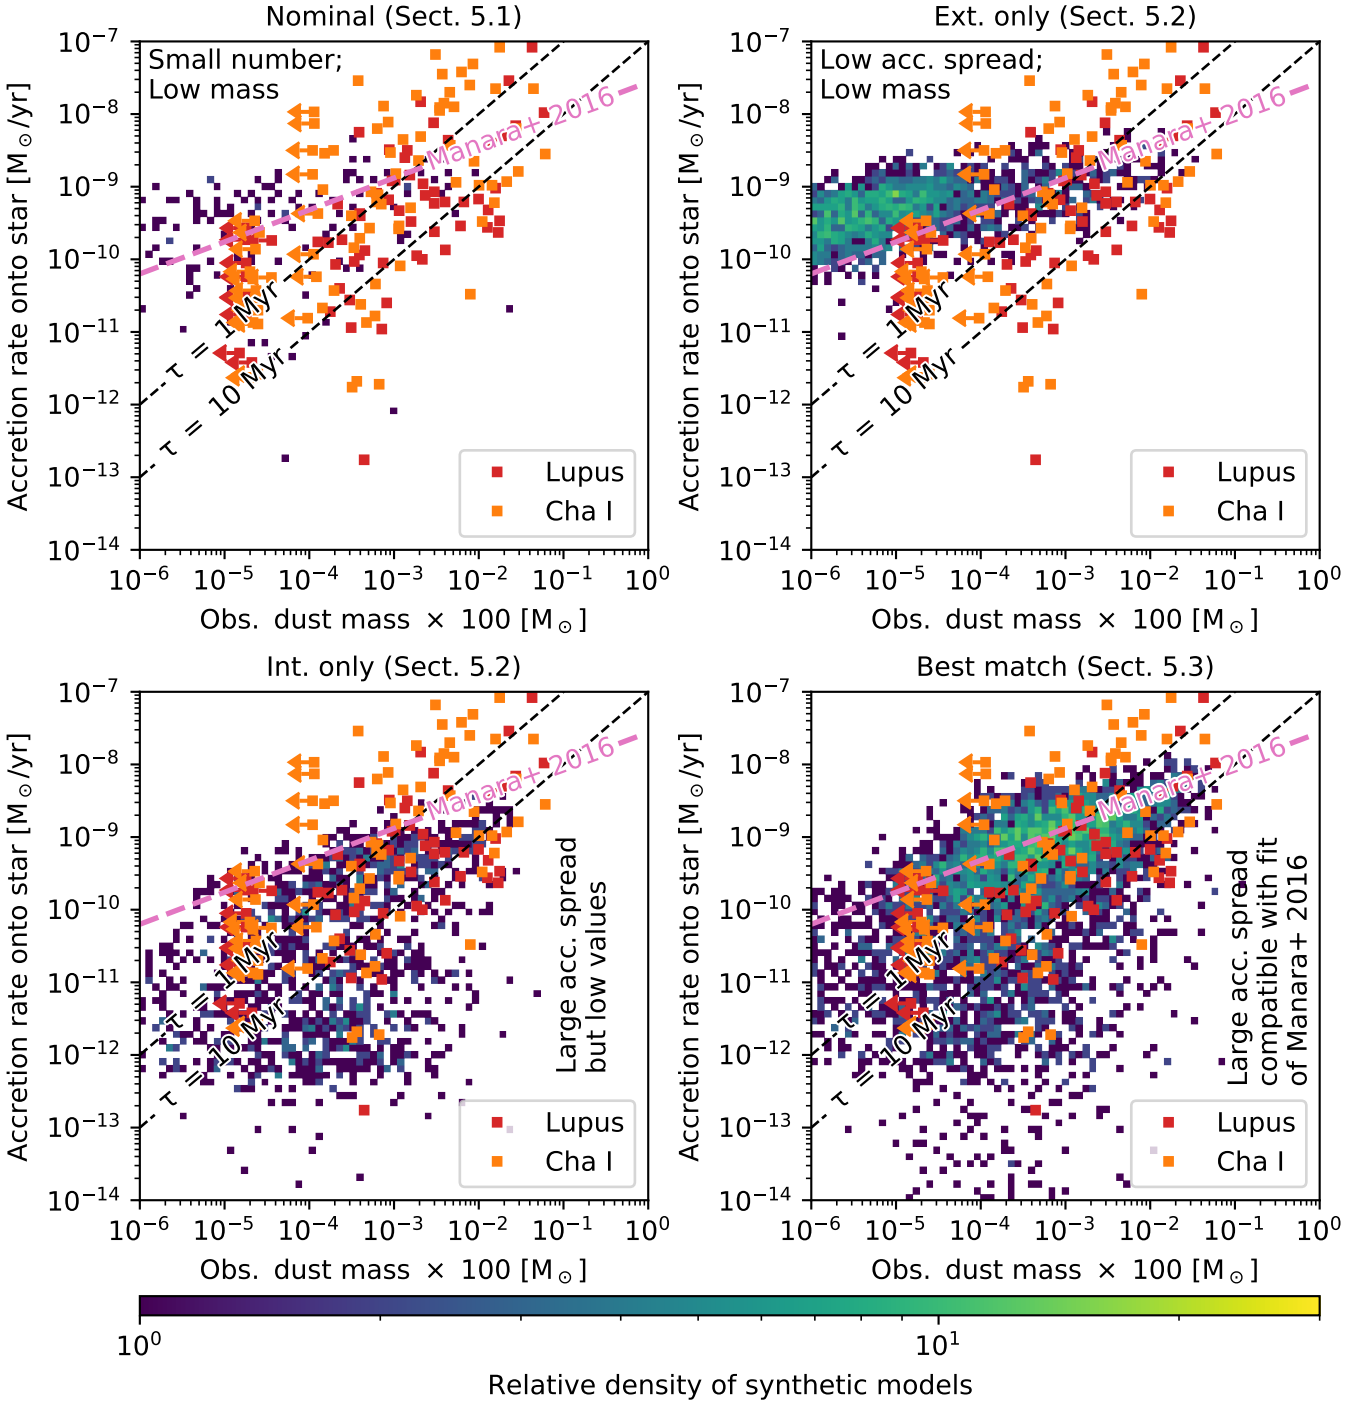 Nominal (Sect. 5.1)
Small number;
Low mass
Manara+ 2016
τ = 1 Myr
τ = 10 Myr
Lupus
Cha I
10⁻⁷
10⁻⁸
10⁻⁹
10⁻¹⁰
10⁻¹¹
10⁻¹²
10⁻¹³
10⁻¹⁴
Accretion rate onto star [M⊙/yr]
10⁻⁶ 10⁻⁵ 10⁻⁴ 10⁻³ 10⁻² 10⁻¹ 10⁰
Obs. dust mass × 100 [M⊙]
Ext. only (Sect. 5.2)
Low acc. spread;
Low mass
Manara+ 2016
τ = 1 Myr
τ = 10 Myr
Lupus
Cha I
10⁻⁷
10⁻⁸
10⁻⁹
10⁻¹⁰
10⁻¹¹
10⁻¹²
10⁻¹³
10⁻¹⁴
Accretion rate onto star [M⊙/yr]
10⁻⁶ 10⁻⁵ 10⁻⁴ 10⁻³ 10⁻² 10⁻¹ 10⁰
Obs. dust mass × 100 [M⊙]
Int. only (Sect. 5.2)
Manara+ 2016
Large acc. spread
but low values
τ = 1 Myr
τ = 10 Myr
Lupus
Cha I
10⁻⁷
10⁻⁸
10⁻⁹
10⁻¹⁰
10⁻¹¹
10⁻¹²
10⁻¹³
10⁻¹⁴
Accretion rate onto star [M⊙/yr]
10⁻⁶ 10⁻⁵ 10⁻⁴ 10⁻³ 10⁻² 10⁻¹ 10⁰
Obs. dust mass × 100 [M⊙]
Best match (Sect. 5.3)
Manara+ 2016
Large acc. spread
compatible with fit
of Manara+ 2016
τ = 1 Myr
τ = 10 Myr
Lupus
Cha I
10⁻⁷
10⁻⁸
10⁻⁹
10⁻¹⁰
10⁻¹¹
10⁻¹²
10⁻¹³
10⁻¹⁴
Accretion rate onto star [M⊙/yr]
10⁻⁶ 10⁻⁵ 10⁻⁴ 10⁻³ 10⁻² 10⁻¹ 10⁰
Obs. dust mass × 100 [M⊙]
10⁰ 10¹
Relative density of synthetic models